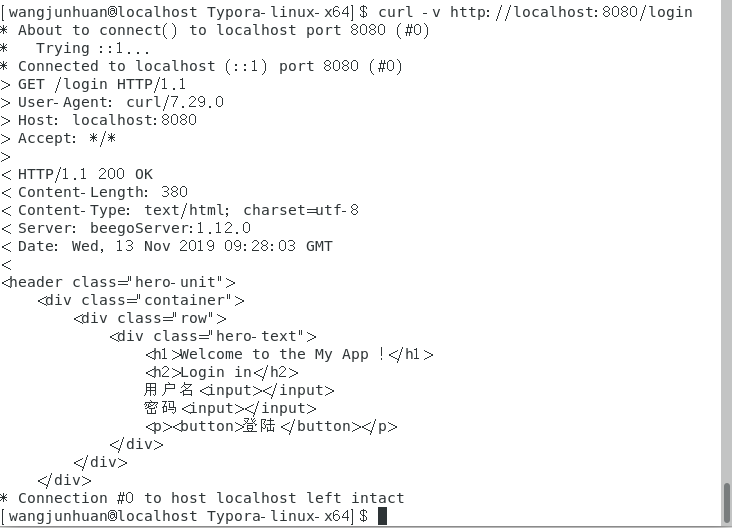 [wangjunhuan@localhost Typora-linux-x64]$ curl -v http://localhost:8080/login
* About to connect() to localhost port 8080 (#0)
*   Trying ::1...
* Connected to localhost (::1) port 8080 (#0)
> GET /login HTTP/1.1
> User-Agent: curl/7.29.0
> Host: localhost:8080
> Accept: */*
>
< HTTP/1.1 200 OK
< Content-Length: 380
< Content-Type: text/html; charset=utf-8
< Server: beegoServer:1.12.0
< Date: Wed, 13 Nov 2019 09:28:03 GMT
<
<header class="hero-unit">
    <div class="container">
        <div class="row">
            <div class="hero-text">
                <h1>Welcome to the My App !</h1>
                <h2>Login in</h2>
                用户名<input></input>
                密码<input></input>
                <p><button>登陆</button></p>
            </div>
        </div>
    </div>
* Connection #0 to host localhost left intact
[wangjunhuan@localhost Typora-linux-x64]$